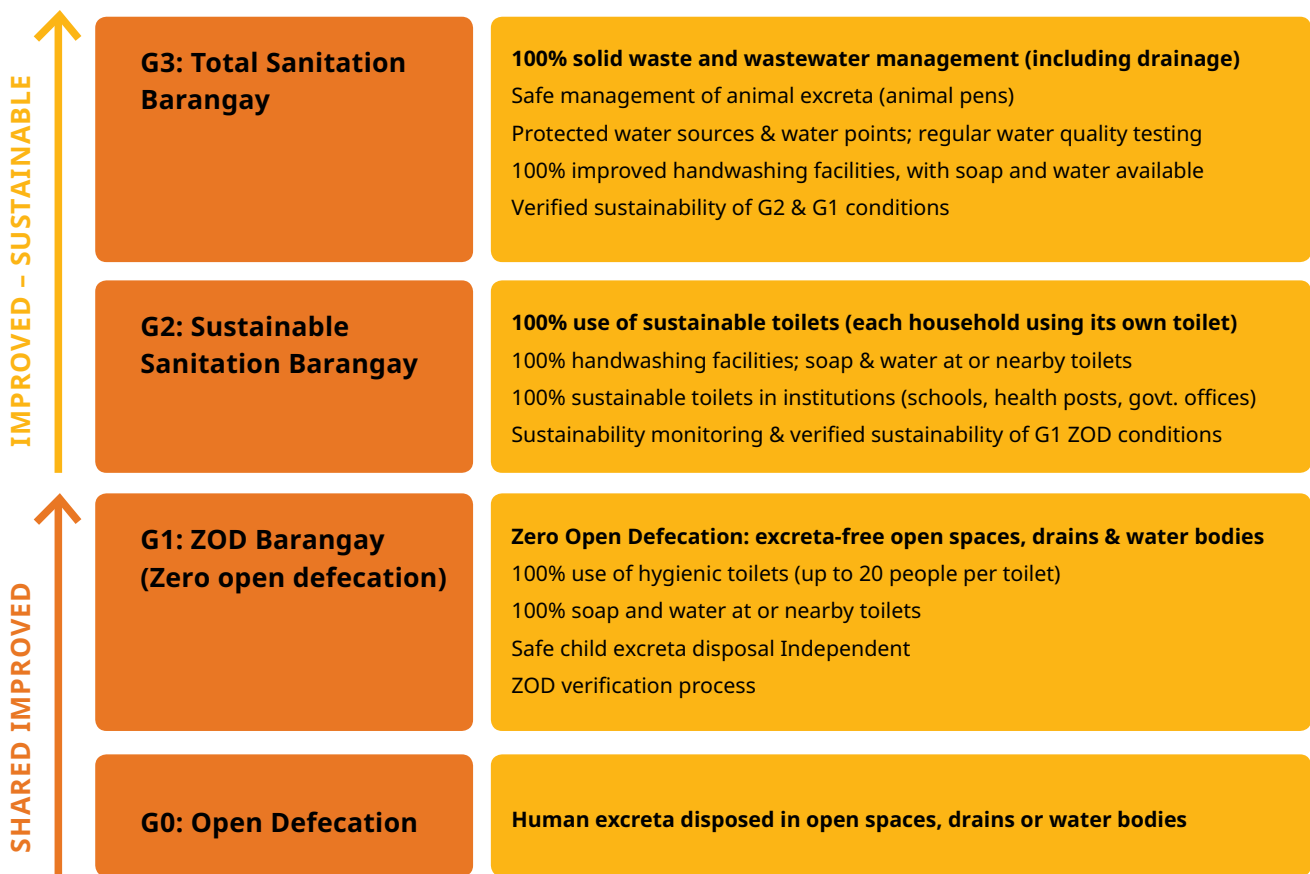 IMPROVED – SUSTAINABLE
G3: Total Sanitation
Barangay
100% solid waste and wastewater management (including drainage)
Safe management of animal excreta (animal pens)
Protected water sources & water points; regular water quality testing
100% improved handwashing facilities, with soap and water available
Verified sustainability of G2 & G1 conditions
G2: Sustainable
Sanitation Barangay
100% use of sustainable toilets (each household using its own toilet)
100% handwashing facilities; soap & water at or nearby toilets
100% sustainable toilets in institutions (schools, health posts, govt. offices)
Sustainability monitoring & verified sustainability of G1 ZOD conditions
SHARED IMPROVED
G1: ZOD Barangay
(Zero open defecation)
Zero Open Defecation: excreta-free open spaces, drains & water bodies
100% use of hygienic toilets (up to 20 people per toilet)
100% soap and water at or nearby toilets
Safe child excreta disposal Independent
ZOD verification process
G0: Open Defecation
Human excreta disposed in open spaces, drains or water bodies